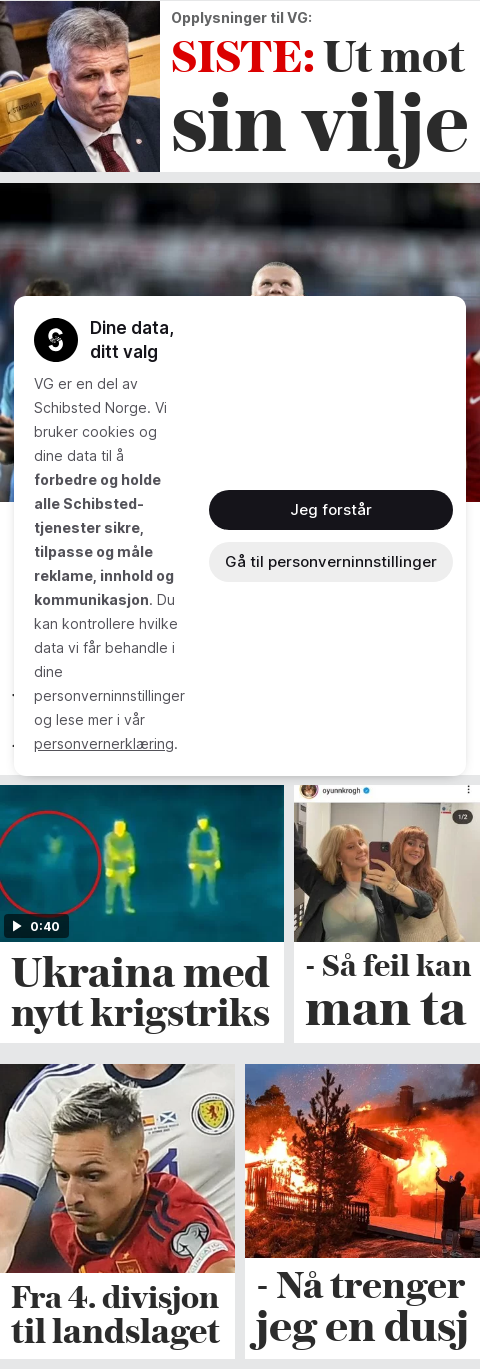 Opplysninger til VG:
SISTE: Ut mot
sin vilje
Dine data,
ditt valg
VG er en del av
Schibsted Norge. Vi
bruker cookies og
dine data til å
forbedre og holde
alle Schibsted-
tjenester sikre,
tilpasse og måle
reklame, innhold og
kommunikasjon. Du
kan kontrollere hvilke
data vi får behandle i
dine
personverninnstillinger
og lese mer i vår
personvernerklæring.
Jeg forstår
Gå til personverninnstillinger
0:40
Ukraina med
nytt krigstriks
oyunnkrogh
1/2
- Så feil kan
man ta
Fra 4. divisjon
til landslaget
- Nå trenger
jeg en dusj